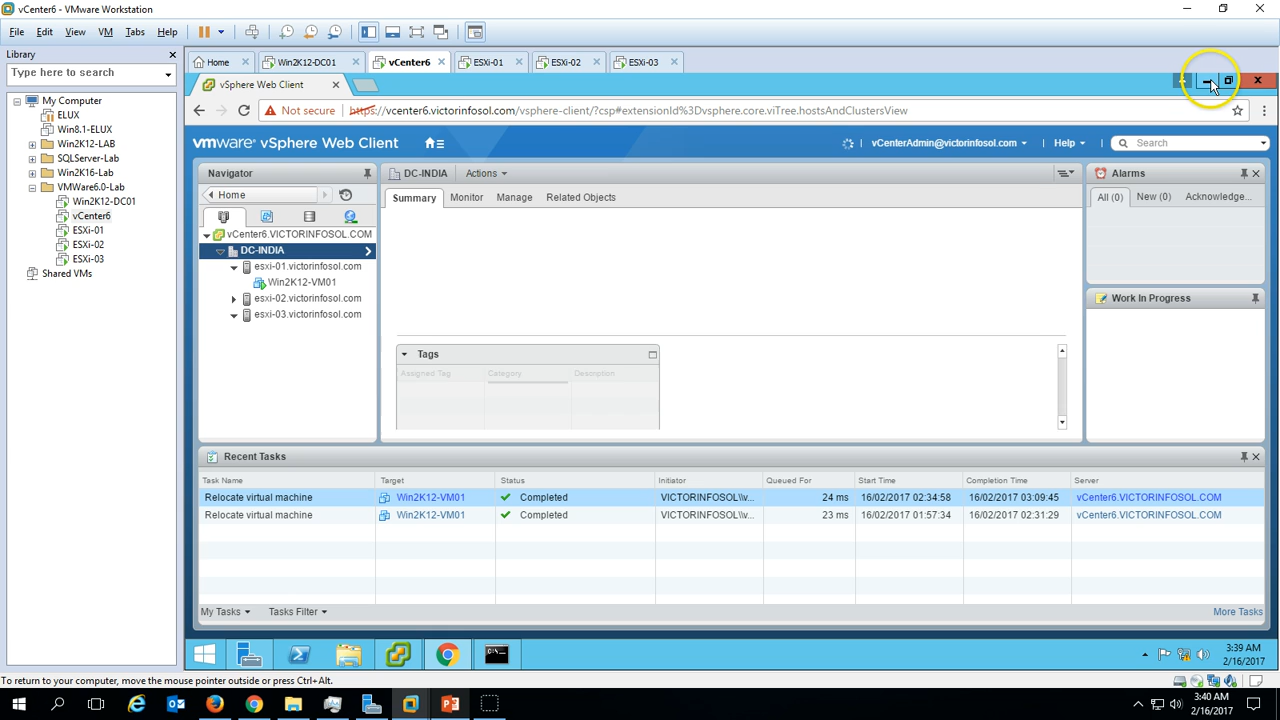 vCenter6 - VMware Workstation
File Edit View VM Tabs Help
Library
Type here to search
My Computer
ELUX
Win8.1-ELUX
Win2K12-LAB
SQLServer-Lab
Win2K16-Lab
VMWare6.0-Lab
Win2K12-DC01
vCenter6
ESXi-01
ESXi-02
ESXi-03
Shared VMs
Home Win2K12-DC01 vCenter6 ESXi-01 ESXi-02 ESXi-03
vSphere Web Client
Not secure https://vcenter6.victorinfosol.com/vsphere-client/?csp#extensionId%3Dvsphere.core.viTree.hostsAndClustersView
vmware® vSphere Web Client vCenterAdmin@victorinfosol.com Help Search
Navigator
Home
vCenter6.VICTORINFOSOL.COM
DC-INDIA
esxi-01.victorinfosol.com
Win2K12-VM01
esxi-02.victorinfosol.com
esxi-03.victorinfosol.com
DC-INDIA Actions
Summary Monitor Manage Related Objects
Tags
Assigned Tag Category Description
Alarms
All (0) New (0) Acknowledge...
Work In Progress
Recent Tasks
Task Name Target Status Initiator Queued For Start Time Completion Time Server
Relocate virtual machine Win2K12-VM01 Completed VICTORINFOSOL\\v... 24 ms 16/02/2017 02:34:58 16/02/2017 03:09:45 vCenter6.VICTORINFOSOL.COM
Relocate virtual machine Win2K12-VM01 Completed VICTORINFOSOL\\v... 23 ms 16/02/2017 01:57:34 16/02/2017 02:31:29 vCenter6.VICTORINFOSOL.COM
My Tasks Tasks Filter More Tasks
3:39 AM
2/16/2017
To return to your computer, move the mouse pointer outside or press Ctrl+Alt.
3:40 AM
2/16/2017